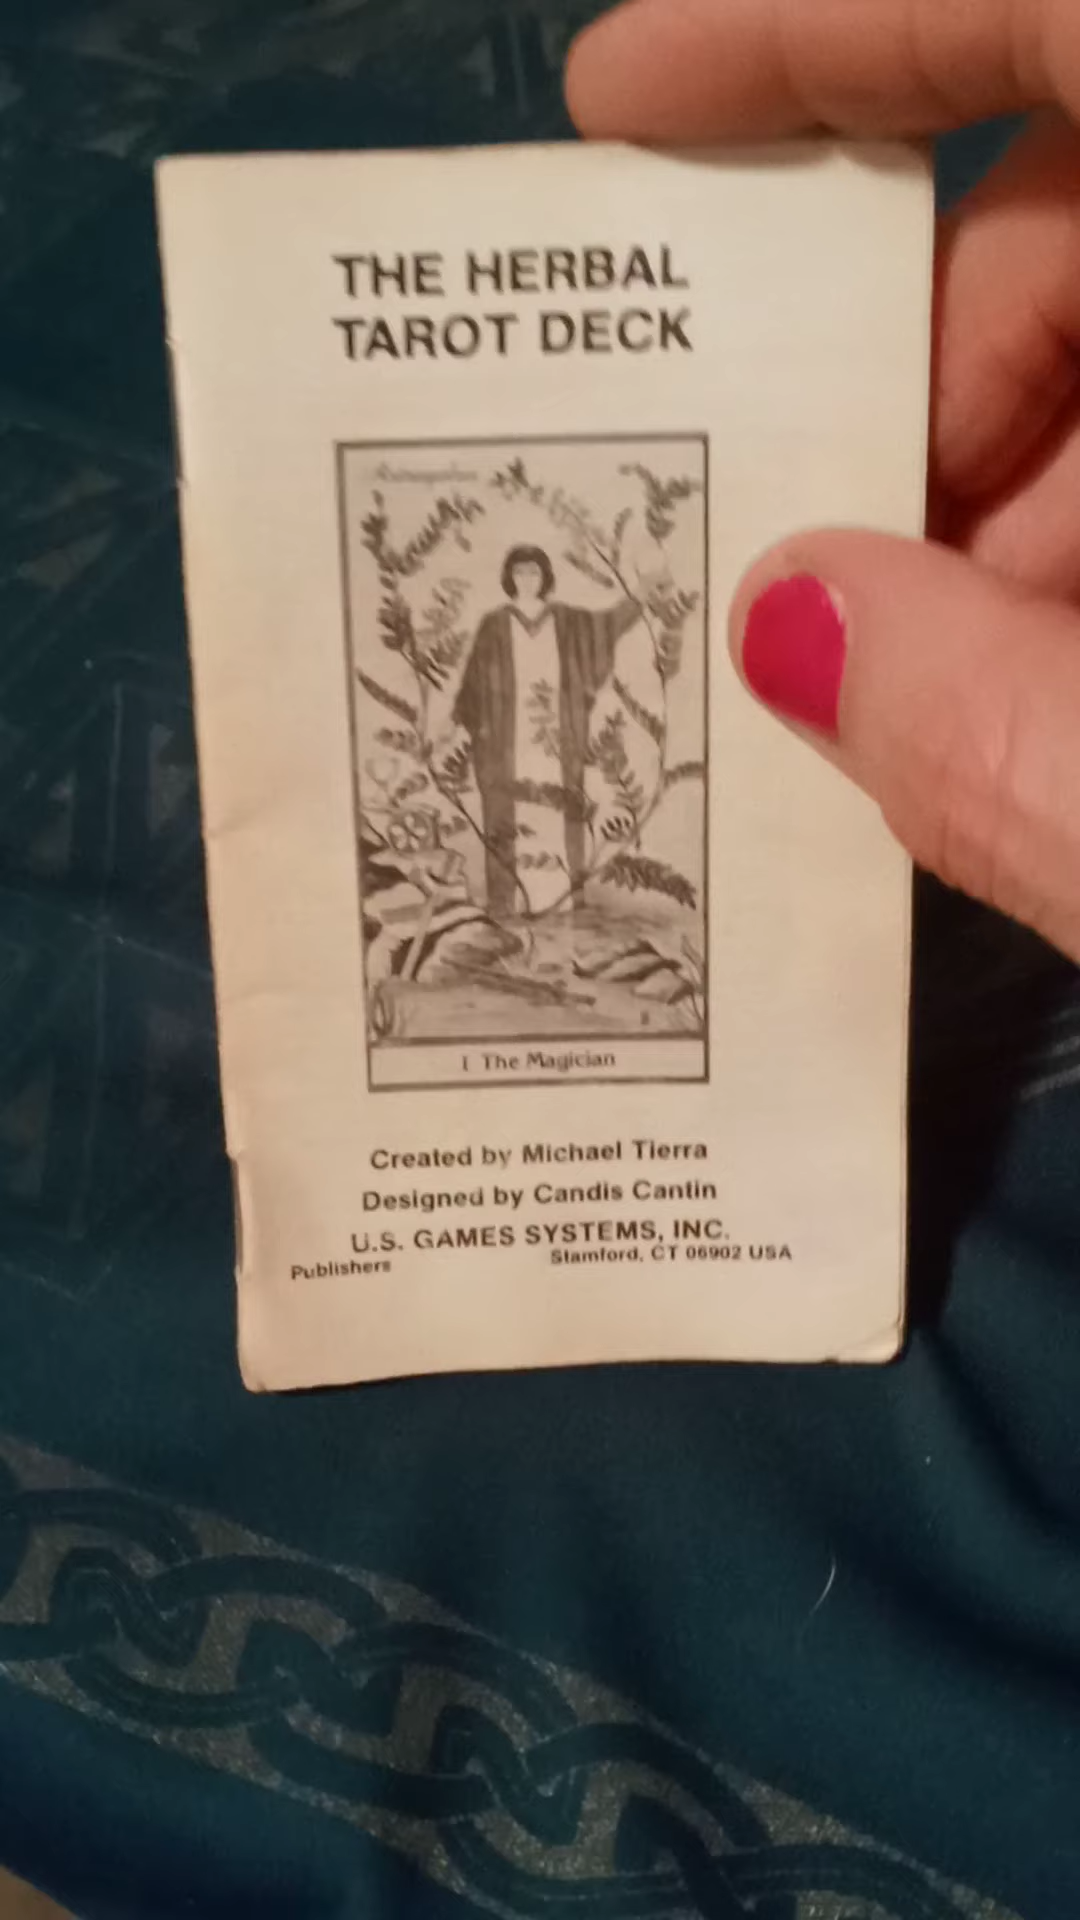 THE HERBAL
TAROT DECK
I The Magician
Created by Michael Tierra
Designed by Candis Cantin
U.S. GAMES SYSTEMS, INC.
Publishers Stamford, CT 06902 USA